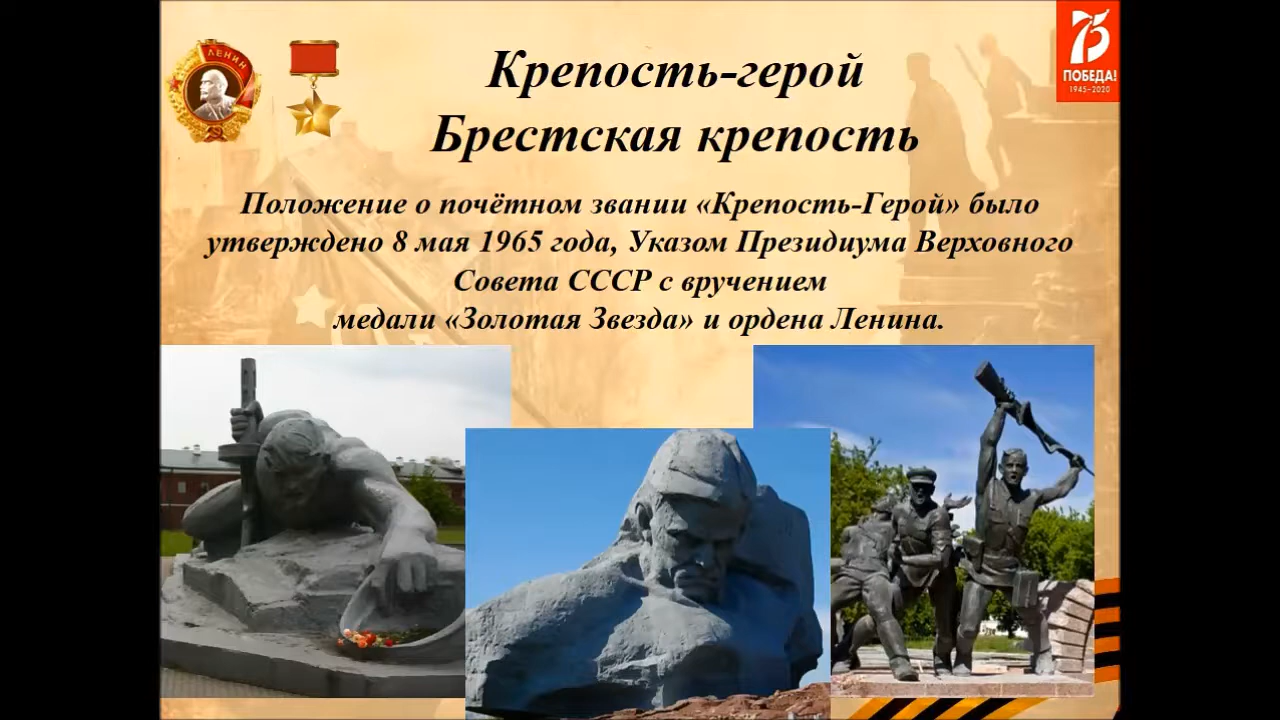 ЛЕНИН
75
ПОБЕДА!
1945–2020
Крепость-герой
Брестская крепость
Положение о почётном звании «Крепость-Герой» было
утверждено 8 мая 1965 года, Указом Президиума Верховного
Совета СССР с вручением
медали «Золотая Звезда» и ордена Ленина.